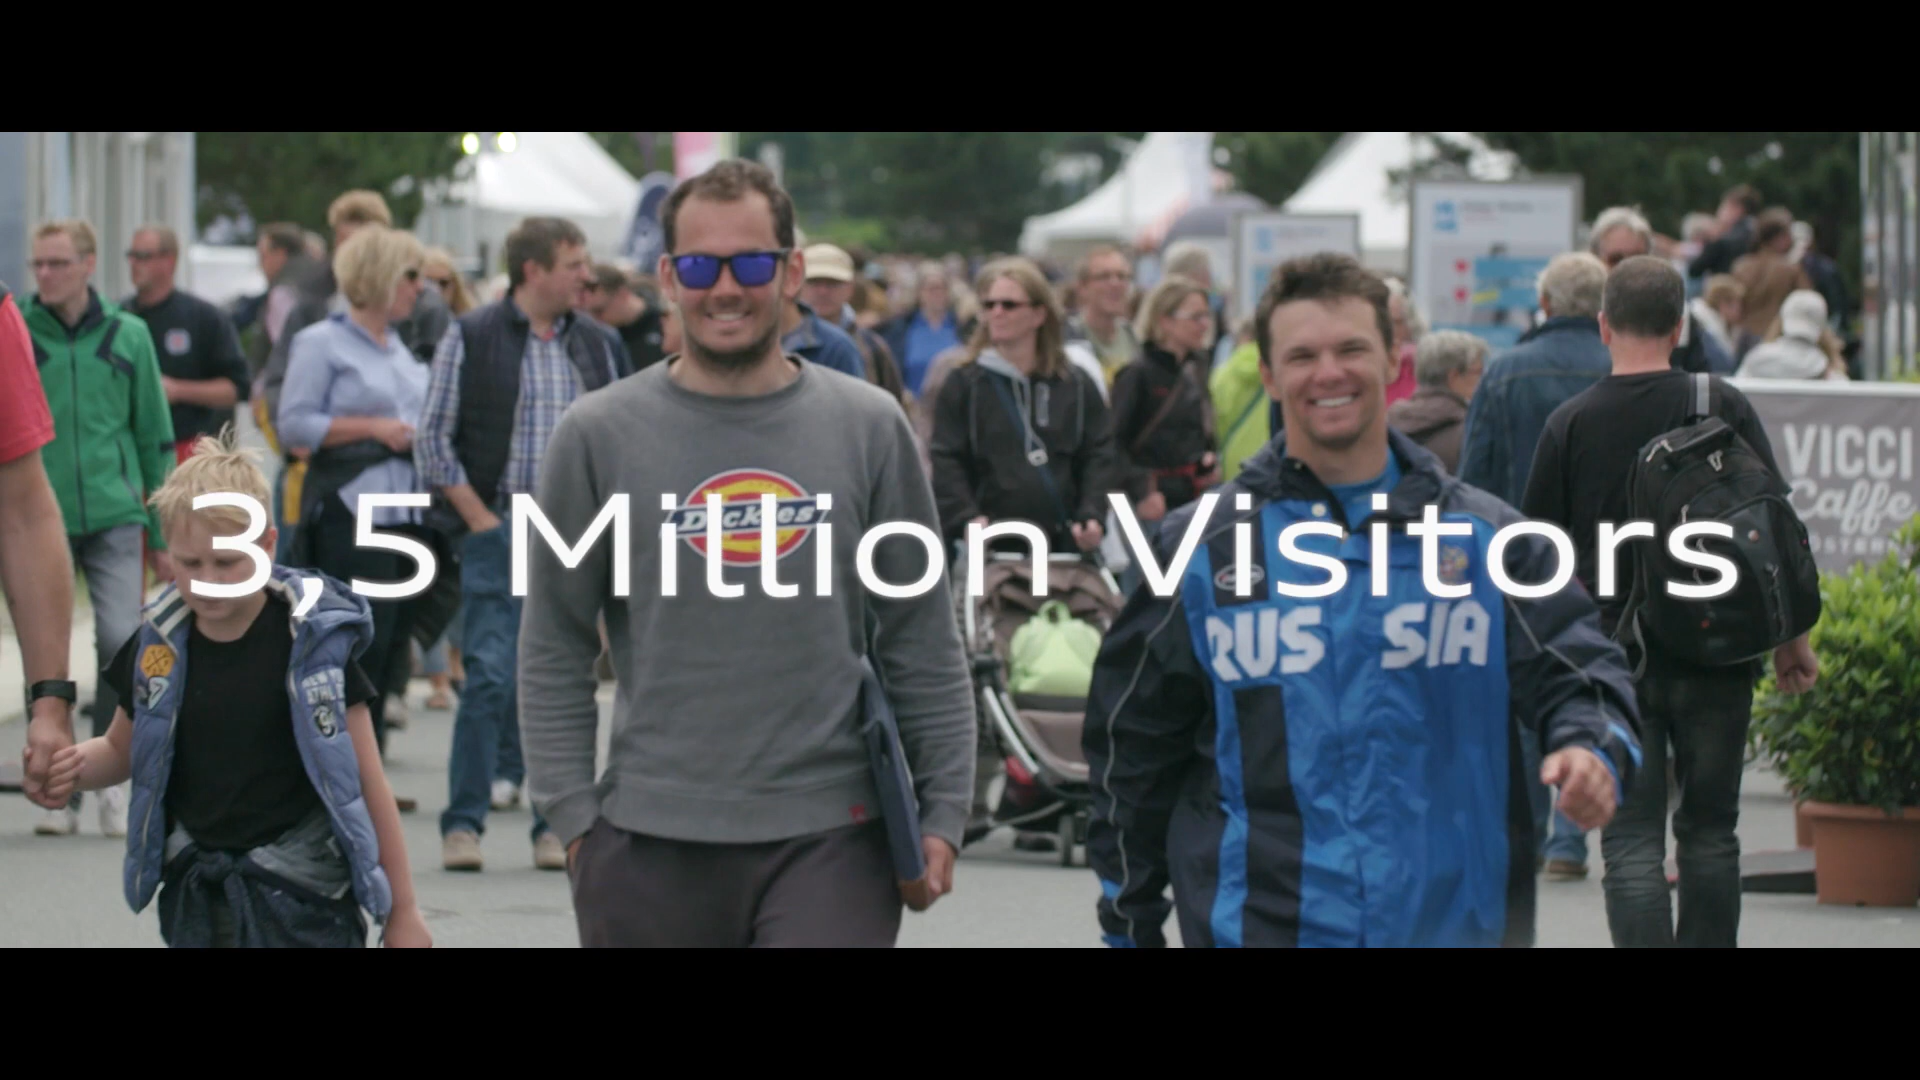 3,5 Million Visitors
Dickies
RUS SIA
VICCI
Caffe